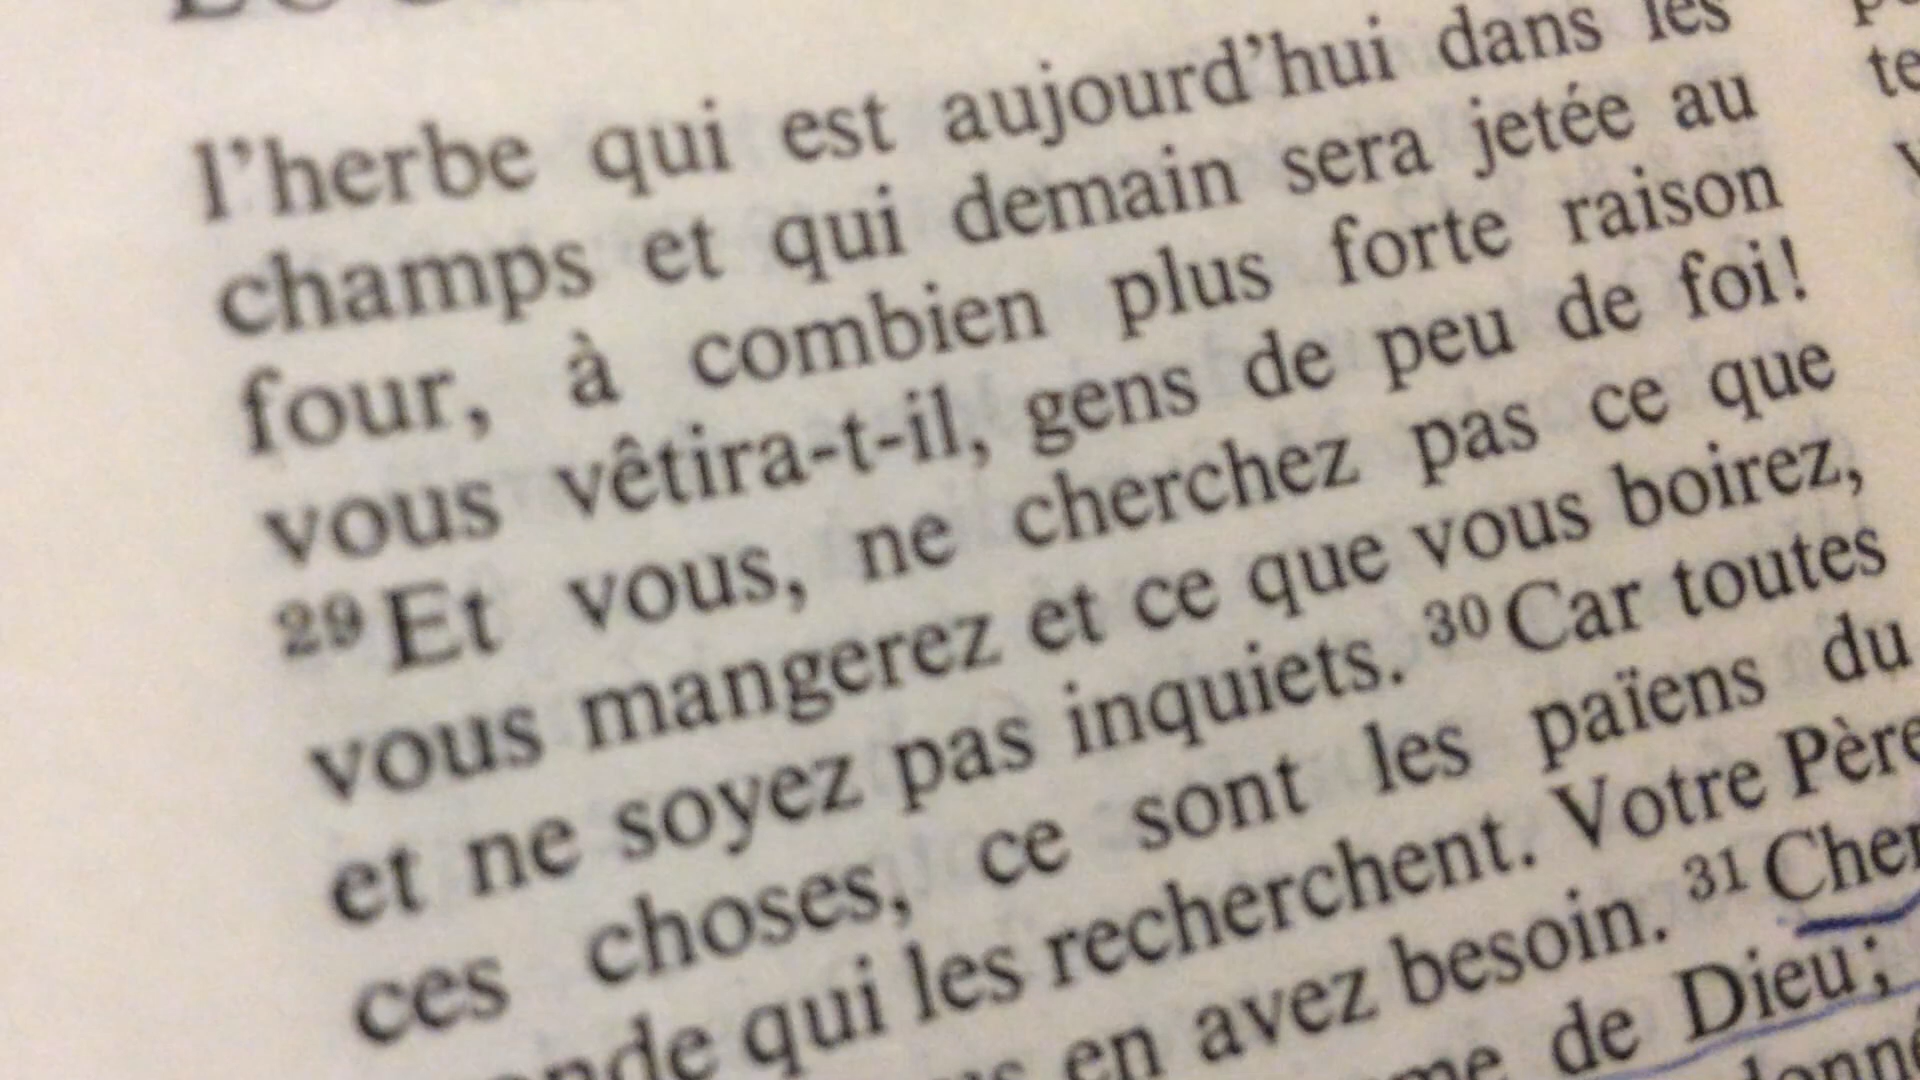 l'herbe qui est aujourd'hui dans les
champs et qui demain sera jetée au
four, à combien plus forte raison
vous vêtira-t-il, gens de peu de foi!
29 Et vous, ne cherchez pas ce que
vous mangerez et ce que vous boirez,
et ne soyez pas inquiets. 30 Car toutes
ces choses, ce sont les païens du
qui les recherchent. Votre Père
en avez besoin. 31
de Dieu;